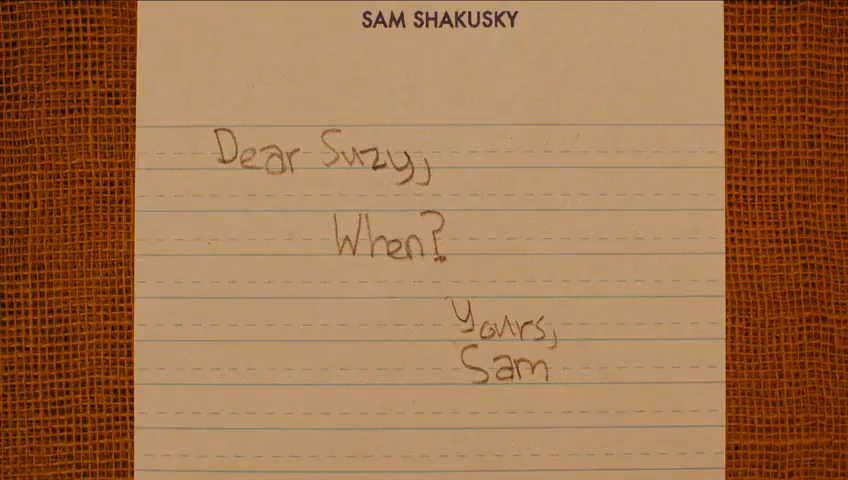 SAM SHAKUSKY
Dear Suzy,
When?
Yours,
Sam